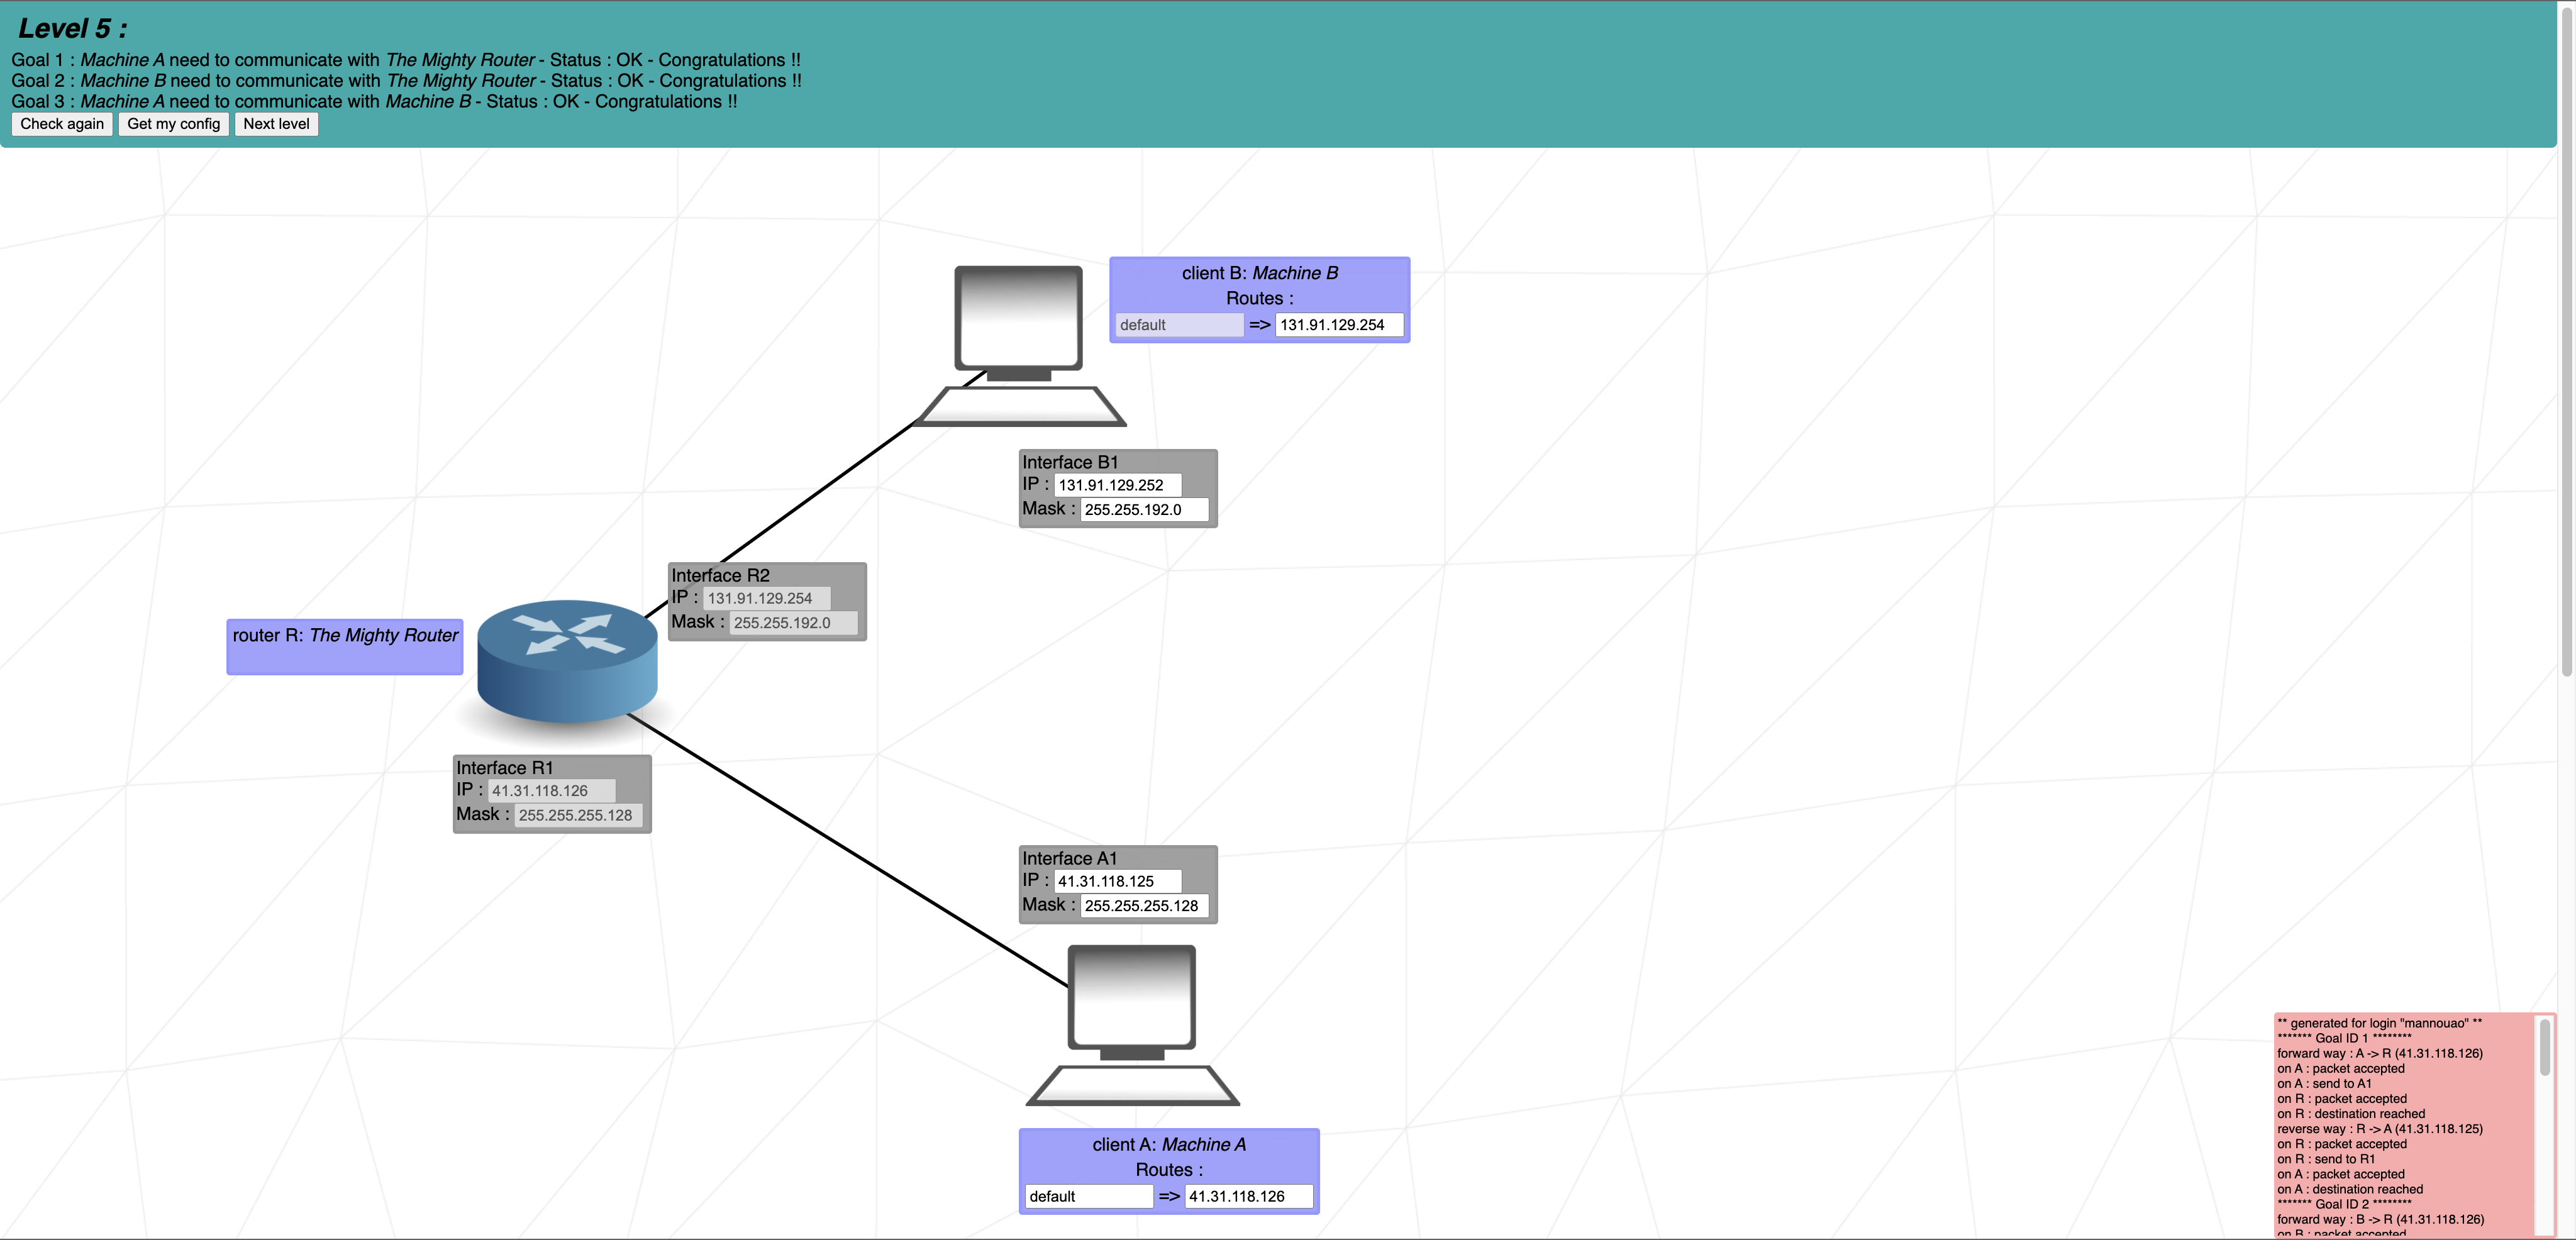 Level 5 :
Goal 1 : Machine A need to communicate with The Mighty Router - Status : OK - Congratulations !!
Goal 2 : Machine B need to communicate with The Mighty Router - Status : OK - Congratulations !!
Goal 3 : Machine A need to communicate with Machine B - Status : OK - Congratulations !!
Check again Get my config Next level
client B: Machine B
Routes :
default => 131.91.129.254
Interface B1
IP : 131.91.129.252
Mask : 255.255.192.0
Interface R2
IP : 131.91.129.254
Mask : 255.255.192.0
router R: The Mighty Router
Interface R1
IP : 41.31.118.126
Mask : 255.255.255.128
Interface A1
IP : 41.31.118.125
Mask : 255.255.255.128
client A: Machine A
Routes :
default => 41.31.118.126
** generated for login "mannouao" **
******* Goal ID 1 ********
forward way : A -> R (41.31.118.126)
on A : packet accepted
on A : send to A1
on R : packet accepted
on R : destination reached
reverse way : R -> A (41.31.118.125)
on R : packet accepted
on R : send to R1
on A : packet accepted
on A : destination reached
******* Goal ID 2 ********
forward way : B -> R (41.31.118.126)
on B : packet accepted